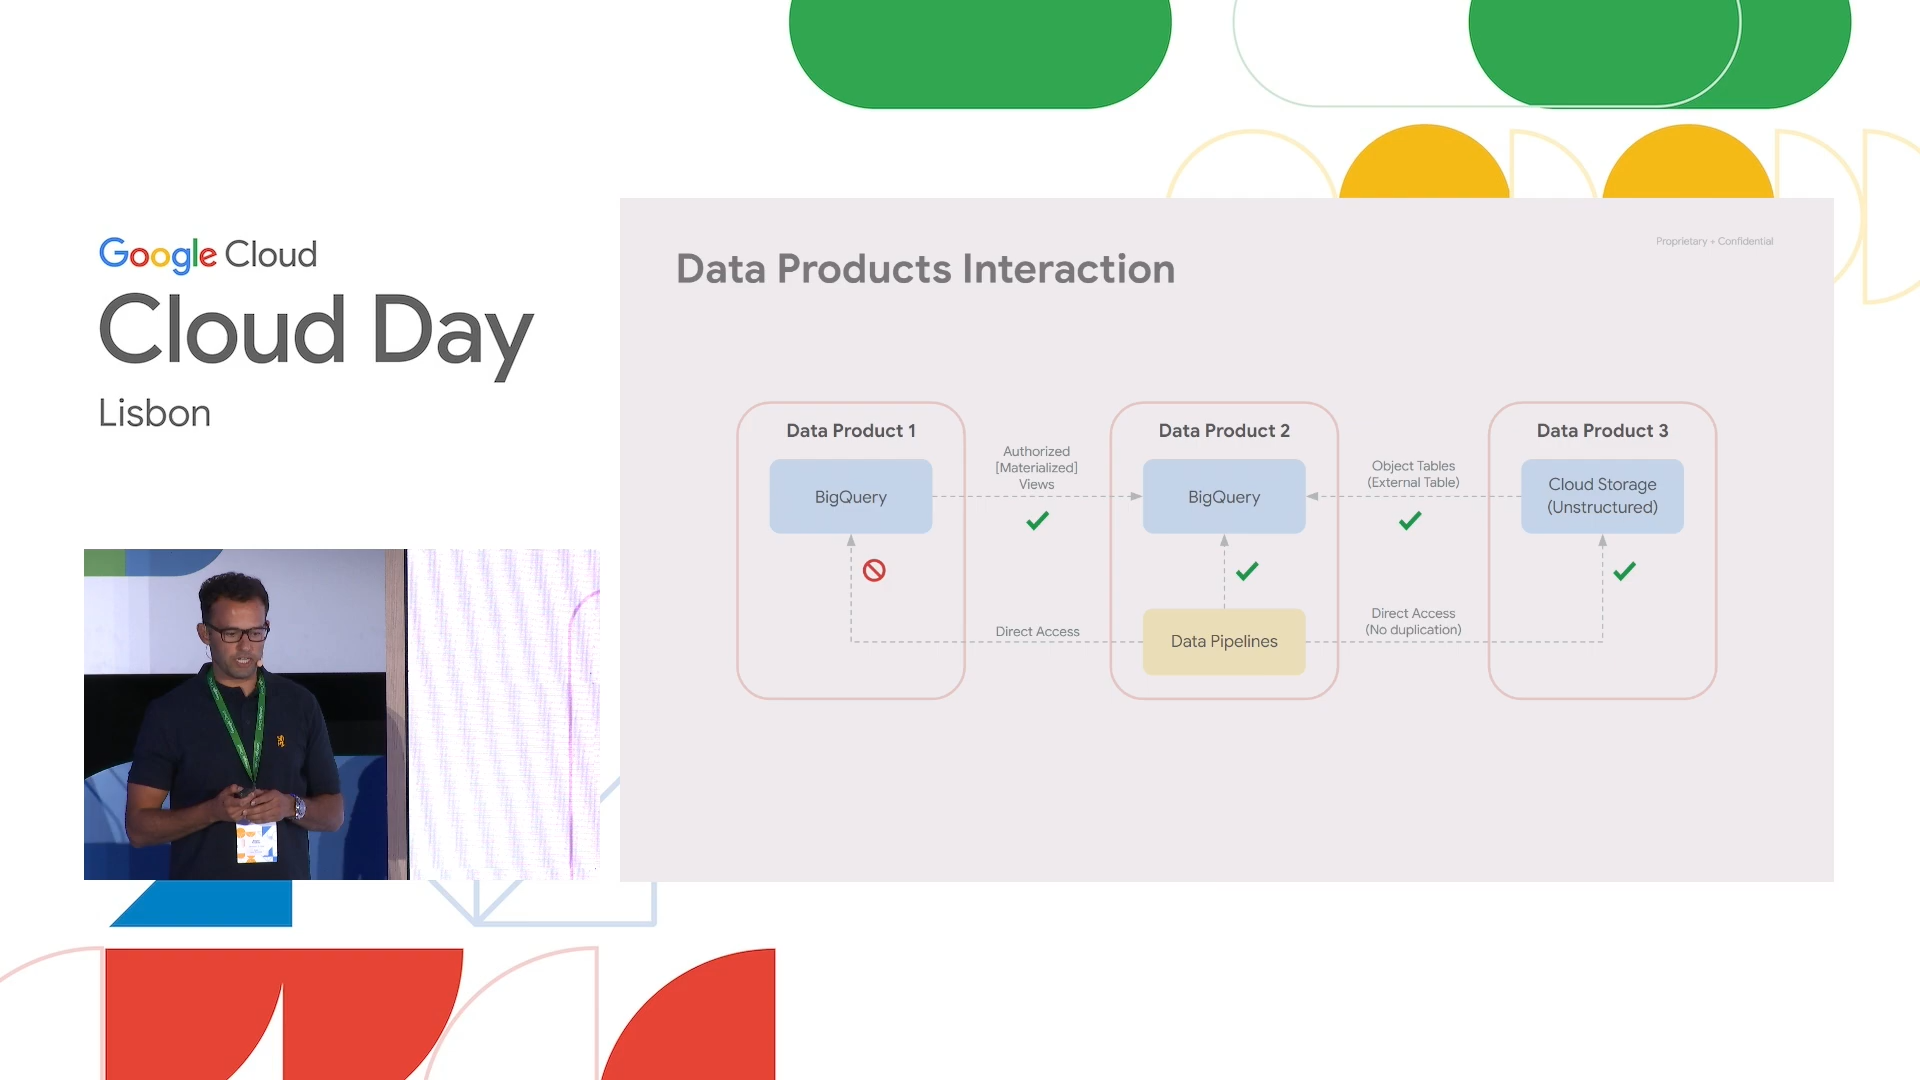 Google Cloud
Cloud Day
Lisbon
Proprietary + Confidential
Data Products Interaction
Data Product 1
BigQuery
Authorized
[Materialized]
Views
Data Product 2
BigQuery
Object Tables
(External Table)
Data Product 3
Cloud Storage
(Unstructured)
Direct Access
Data Pipelines
Direct Access
(No duplication)